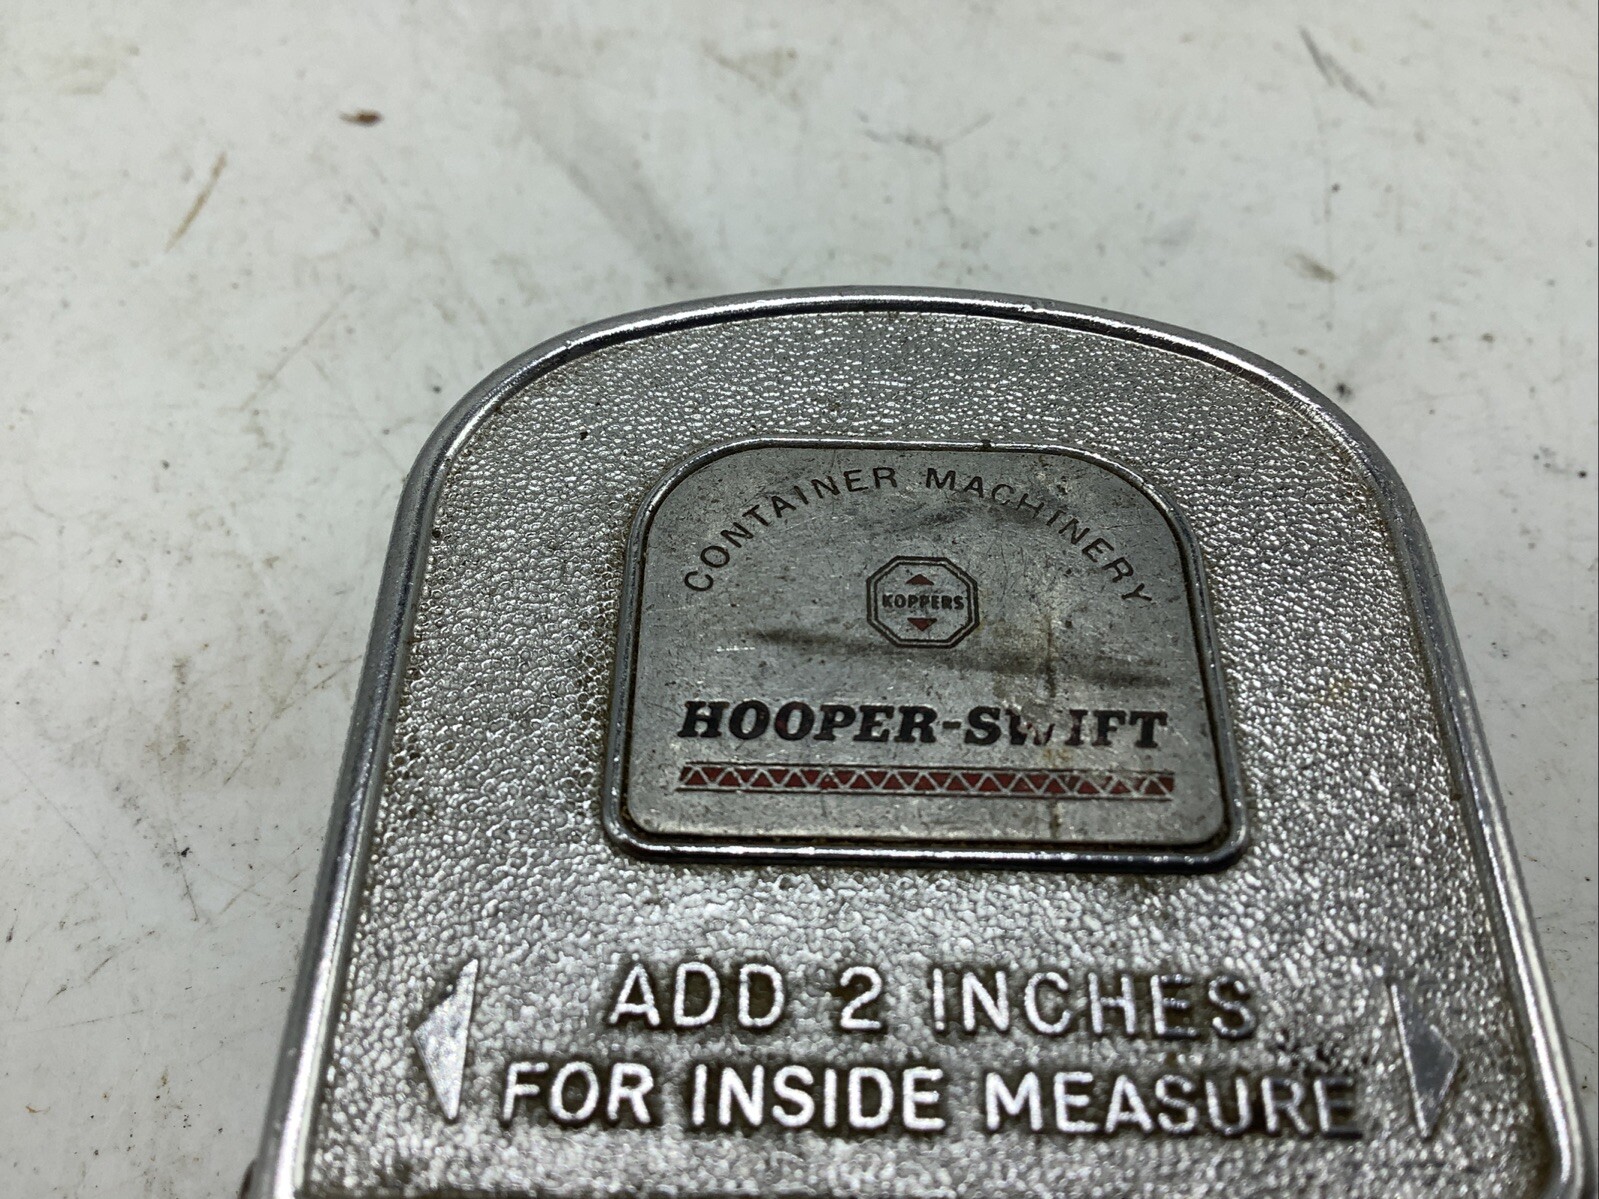 CONTAINER MACHINERY
KOPPERS
HOOPER-SWIFT
ADD 2 INCHES
FOR INSIDE MEASURE